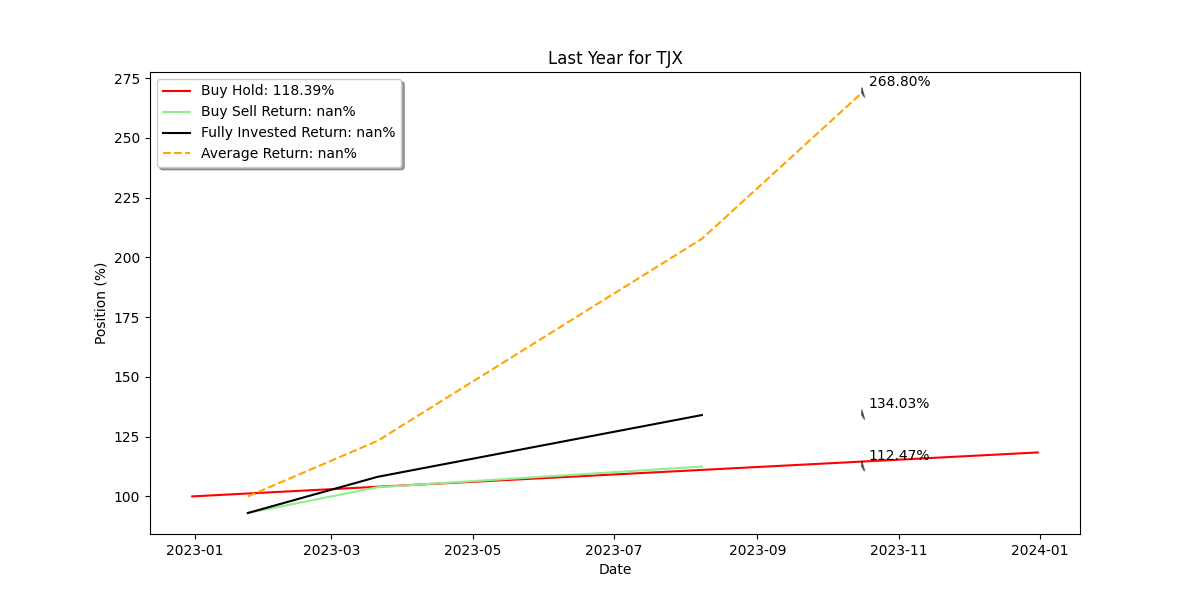 Last Year for TJX
275
250
225
200
175
150
125
100
Position (%)
Buy Hold: 118.39%
Buy Sell Return: nan%
Fully Invested Return: nan%
Average Return: nan%
268.80%
134.03%
112.47%
2023-01
2023-03
2023-05
2023-07
2023-09
2023-11
2024-01
Date